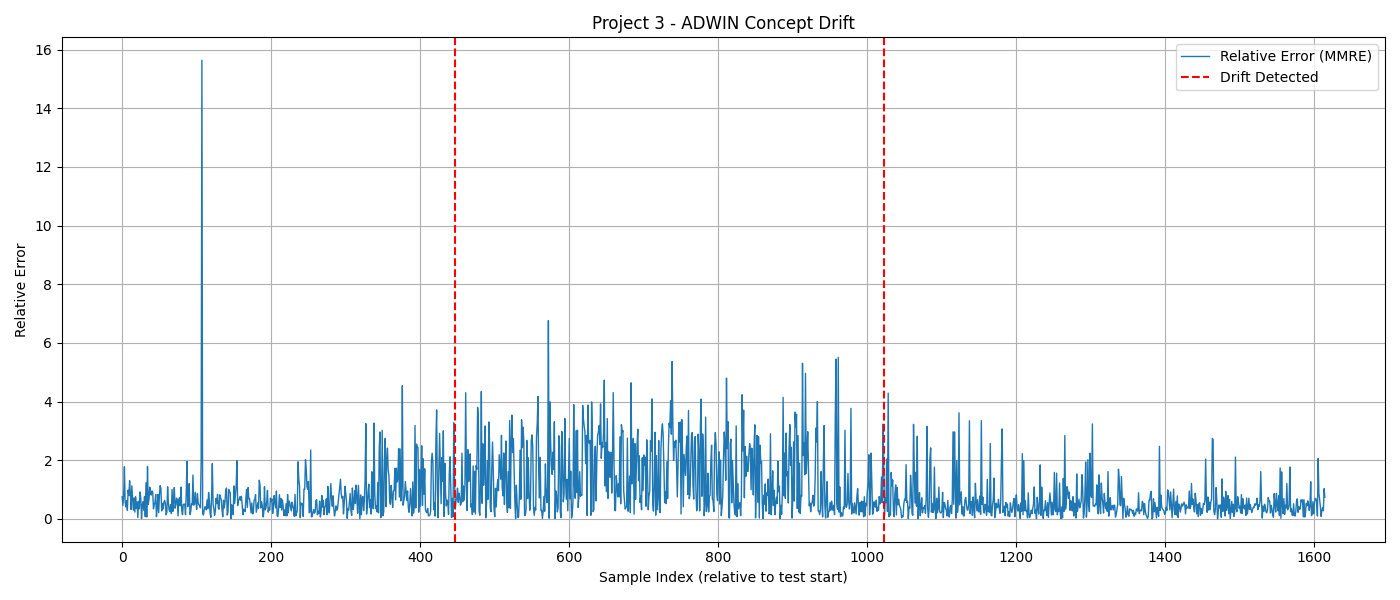 Project 3 - ADWIN Concept Drift
Relative Error (MMRE)
Drift Detected
Relative Error
16
14
12
10
8
6
4
2
0
0 200 400 600 800 1000 1200 1400 1600
Sample Index (relative to test start)